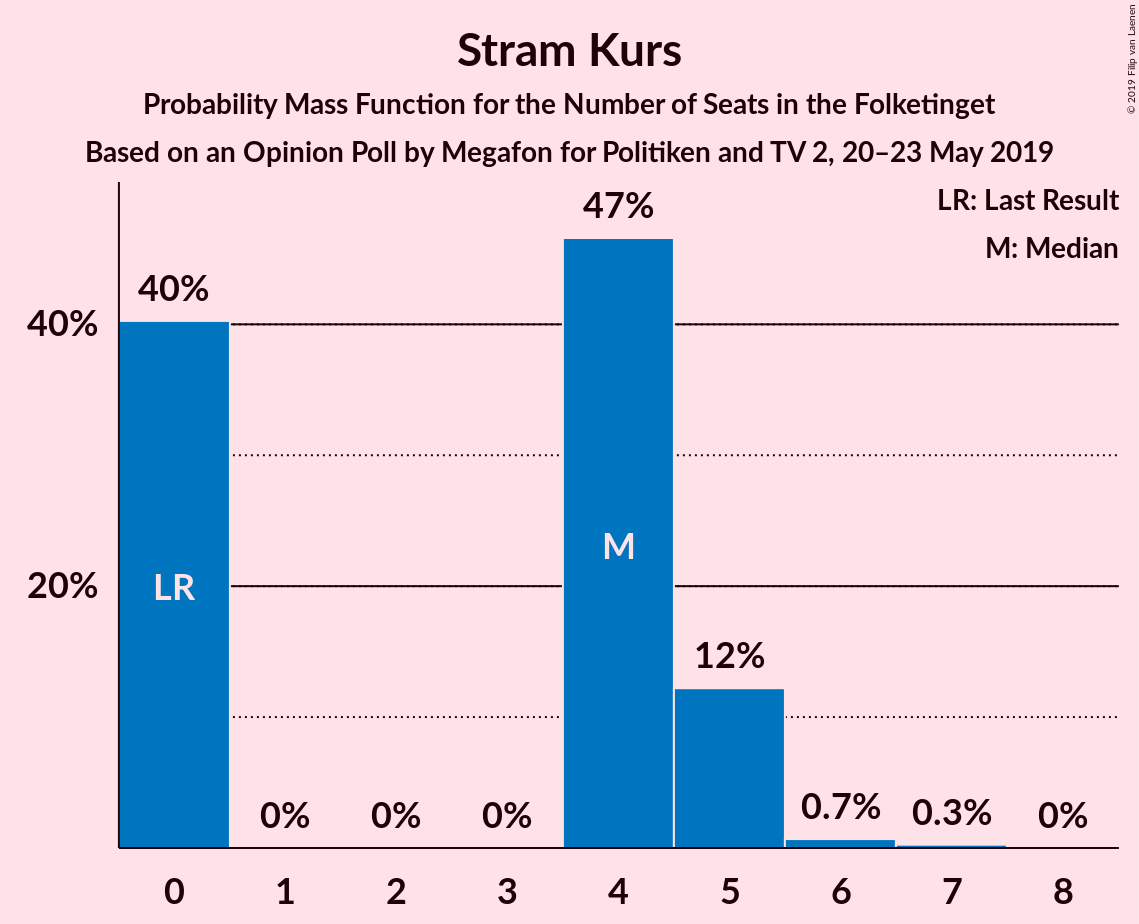 Stram Kurs
Probability Mass Function for the Number of Seats in the Folketinget
Based on an Opinion Poll by Megafon for Politiken and TV 2, 20–23 May 2019
© 2019 Filip van Laenen
LR: Last Result
M: Median
47%
40%
40%
M
20%
LR
12%
0%
0%
0%
0.7%
0.3%
0%
0 1 2 3 4 5 6 7 8